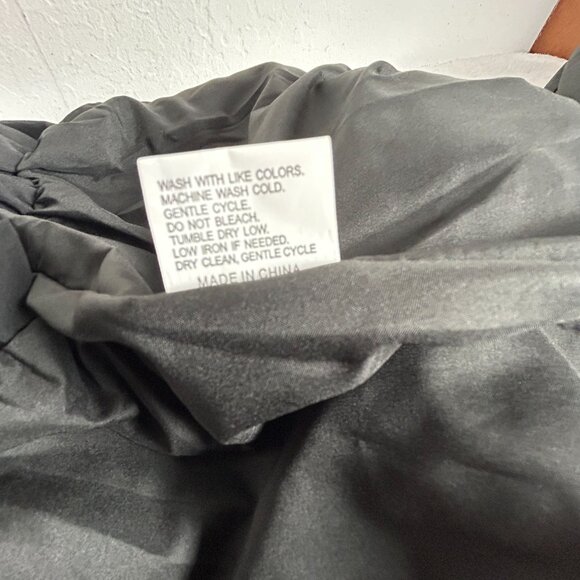 WASH WITH LIKE COLORS.
MACHINE WASH COLD.
GENTLE CYCLE.
DO NOT BLEACH.
TUMBLE DRY LOW.
LOW IRON IF NEEDED.
DRY CLEAN, GENTLE CYCLE
MADE IN CHINA